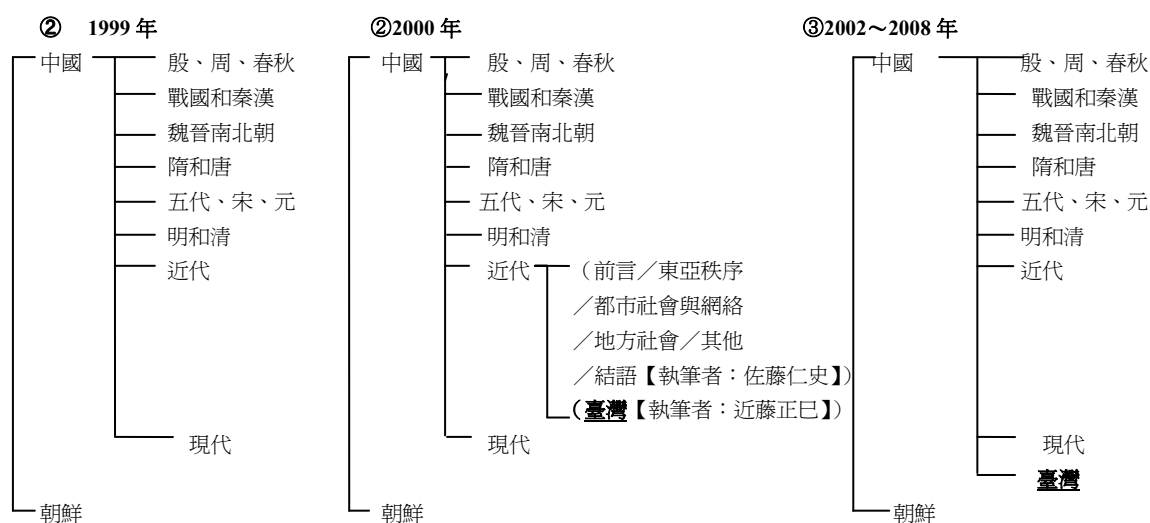 ② 1999 年
中國
殷、周、春秋
戰國和秦漢
魏晉南北朝
隋和唐
五代、宋、元
明和清
近代
現代
朝鮮
②2000 年
中國
殷、周、春秋
戰國和秦漢
魏晉南北朝
隋和唐
五代、宋、元
明和清
近代
（前言／東亞秩序
／都市社會與網絡
／地方社會／其他
／結語【執筆者：佐藤仁史】）
（臺灣【執筆者：近藤正巳】）
現代
朝鮮
③2002～2008 年
中國
殷、周、春秋
戰國和秦漢
魏晉南北朝
隋和唐
五代、宋、元
明和清
近代
現代
臺灣
朝鮮